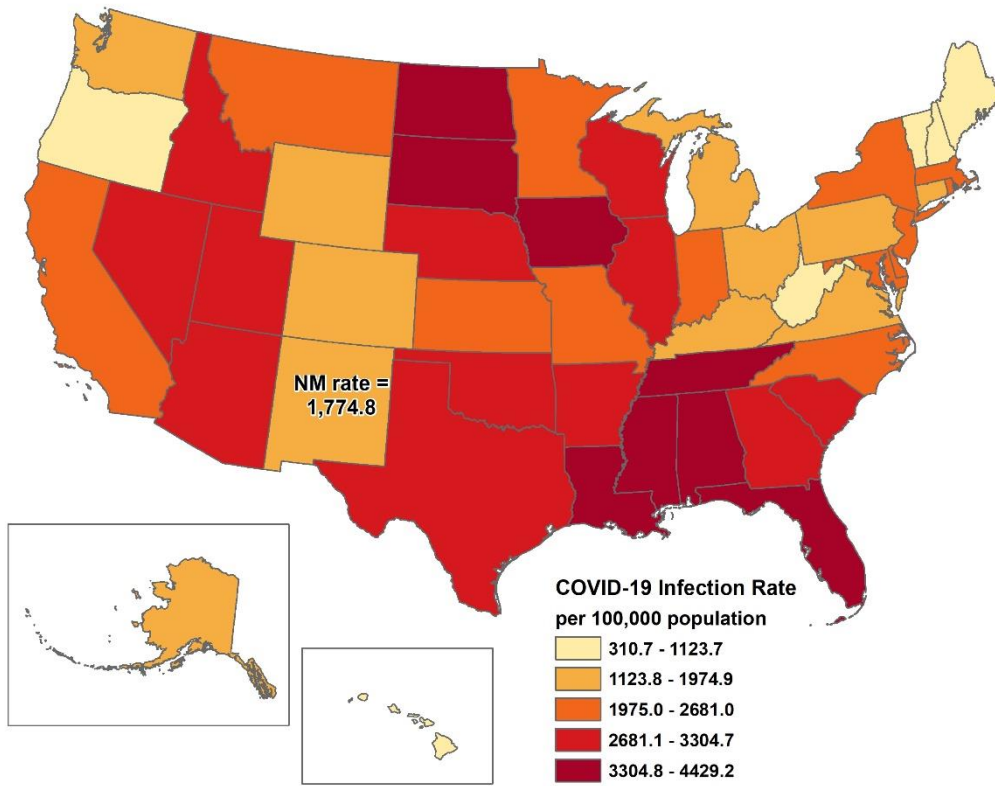 NM rate =
1,774.8
COVID-19 Infection Rate
per 100,000 population
310.7 - 1123.7
1123.8 - 1974.9
1975.0 - 2681.0
2681.1 - 3304.7
3304.8 - 4429.2